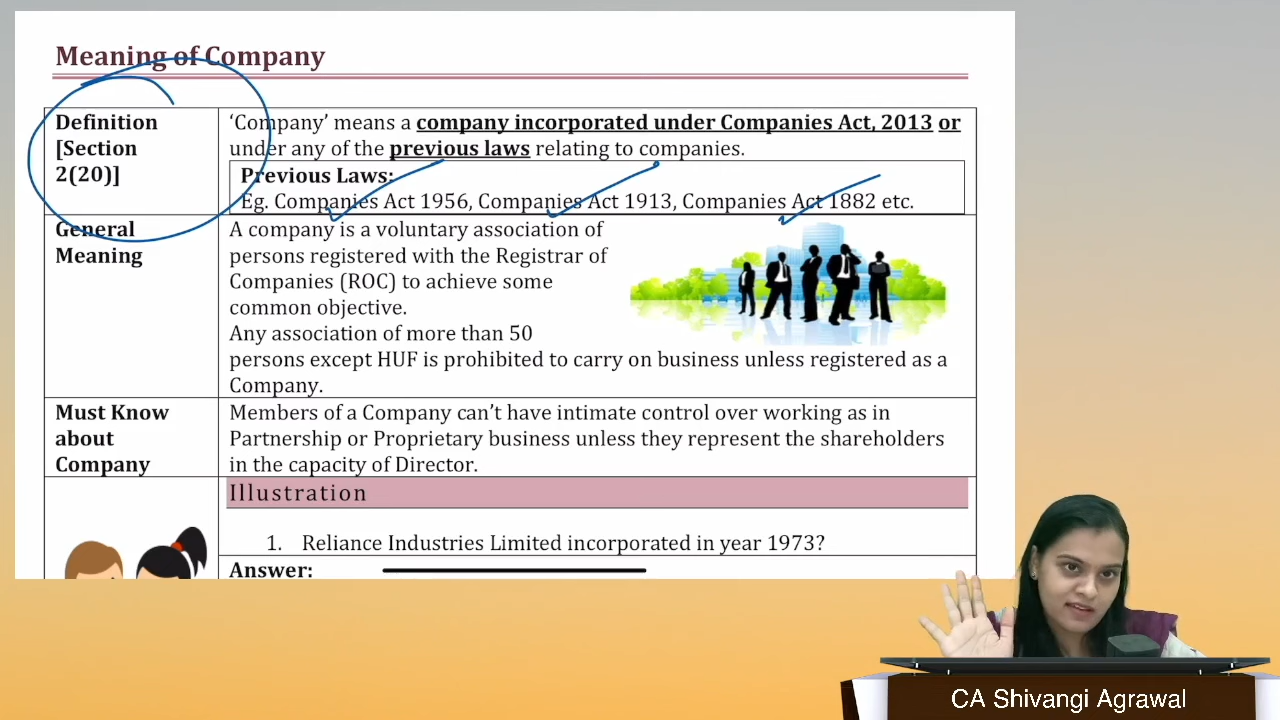 Meaning of Company
Definition
[Section
2(20)]
‘Company’ means a company incorporated under Companies Act, 2013 or
under any of the previous laws relating to companies.
Previous Laws:
Eg. Companies Act 1956, Companies Act 1913, Companies Act 1882 etc.
General
Meaning
A company is a voluntary association of
persons registered with the Registrar of
Companies (ROC) to achieve some
common objective.
Any association of more than 50
persons except HUF is prohibited to carry on business unless registered as a
Company.
Must Know
about
Company
Members of a Company can’t have intimate control over working as in
Partnership or Proprietary business unless they represent the shareholders
in the capacity of Director.
Illustration
1. Reliance Industries Limited incorporated in year 1973?
Answer:
CA Shivangi Agrawal